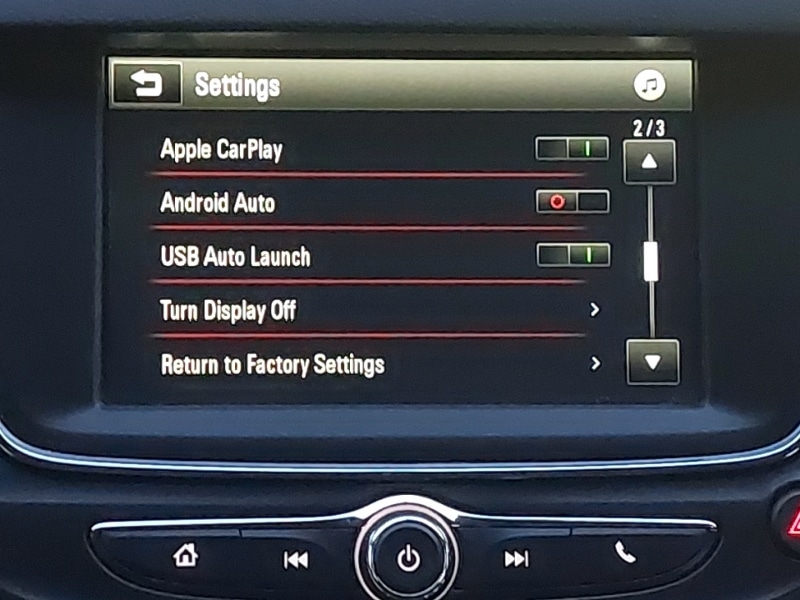 Settings
2/3
Apple CarPlay
Android Auto
USB Auto Launch
Turn Display Off
Return to Factory Settings